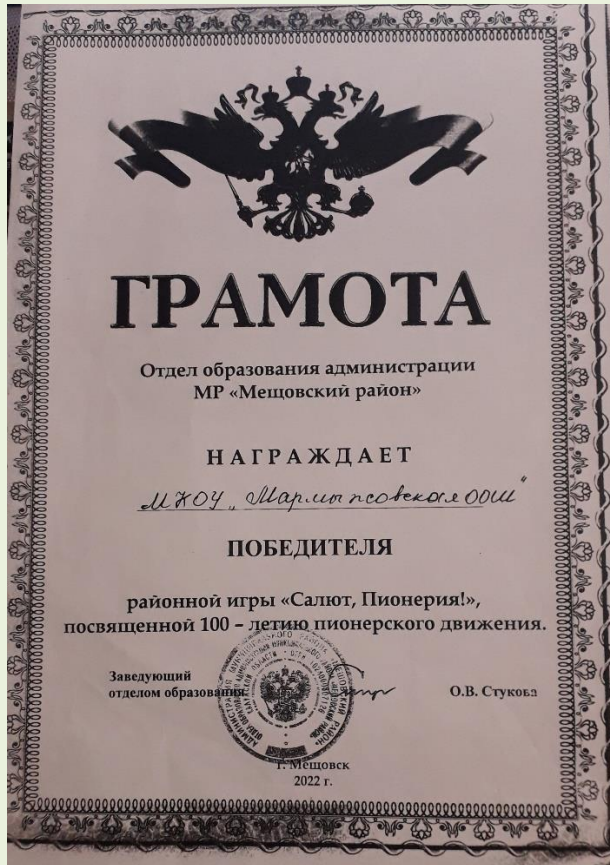 ГРАМОТА
Отдел образования администрации
МР «Мещовский район»
НАГРАЖДАЕТ
МКОУ „Мармыжовская ООШ"
ПОБЕДИТЕЛЯ
районной игры «Салют, Пионерия!»,
посвященной 100 – летию пионерского движения.
Заведующий
отделом образования
О.В. Стукова
г. Мещовск
2022 г.